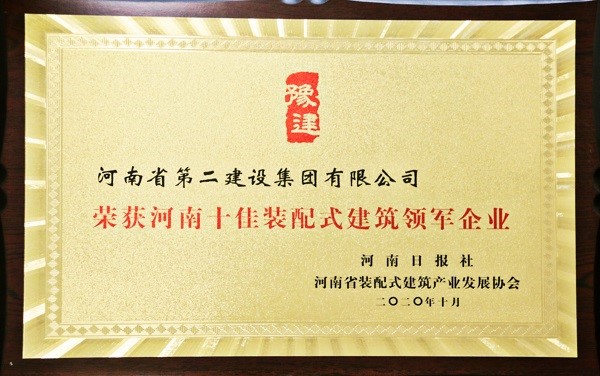 豫建
河南省第二建设集团有限公司
荣获河南十佳装配式建筑领军企业
河南日报社
河南省装配式建筑产业发展协会
二〇二〇年十月